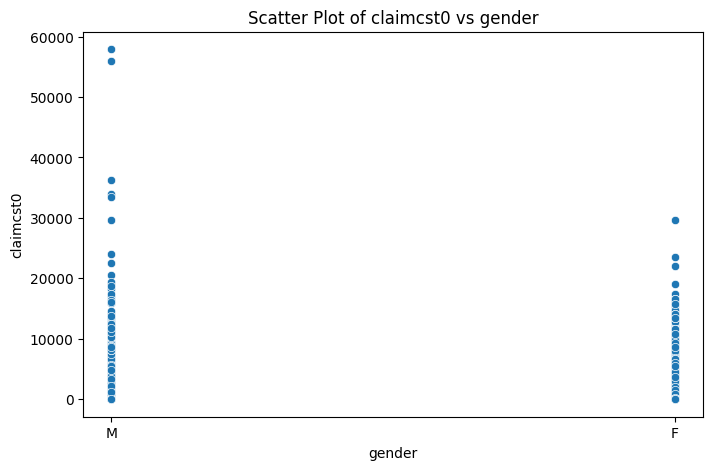 Scatter Plot of claimcst0 vs gender
60000
50000
40000
30000
20000
10000
0
claimcst0
M
F
gender